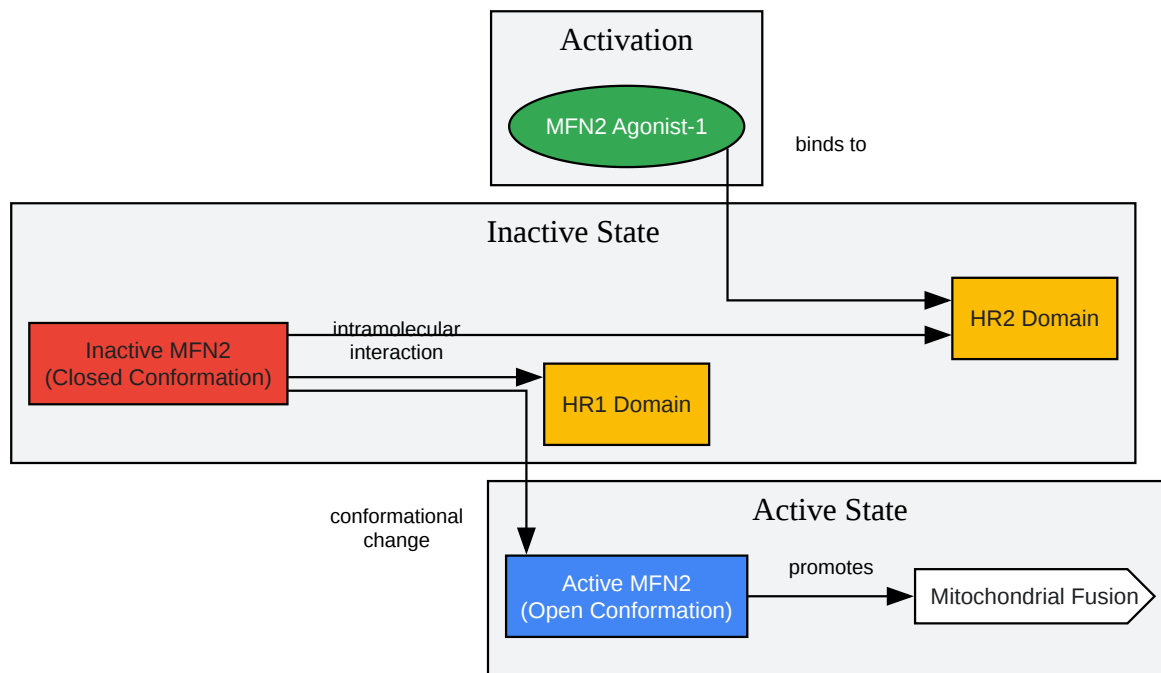 Activation
MFN2 Agonist-1
binds to
Inactive State
HR2 Domain
intramolecular
interaction
Inactive MFN2
(Closed Conformation)
HR1 Domain
conformational
change
Active State
Active MFN2
(Open Conformation)
promotes
Mitochondrial Fusion